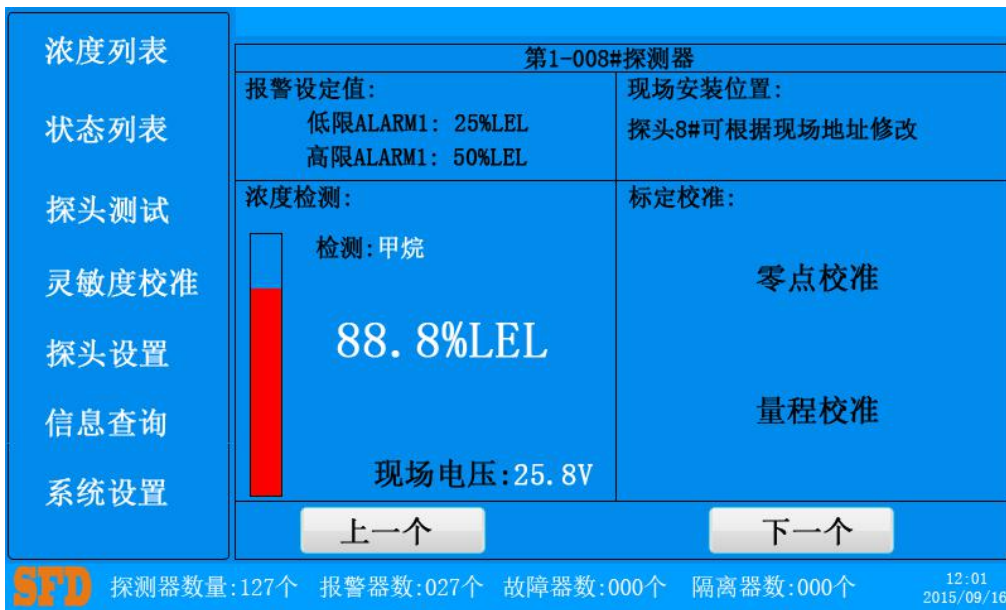 浓度列表
状态列表
探头测试
灵敏度校准
探头设置
信息查询
系统设置
第1-008#探测器
报警设定值:
低限ALARM1: 25%LEL
高限ALARM1: 50%LEL
现场安装位置:
探头8#可根据现场地址修改
浓度检测:
检测:甲烷
88.8%LEL
现场电压:25.8V
标定校准:
零点校准
量程校准
上一个
下一个
SFD
探测器数量:127个 报警器数:027个 故障器数:000个 隔离器数:000个
12:01
2015/09/16